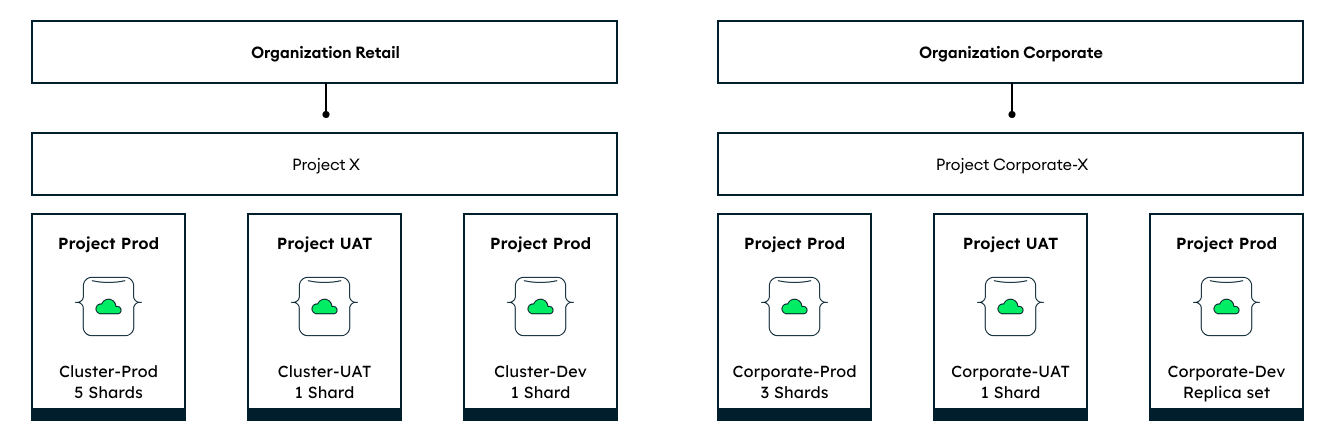 Organization Retail
Project X
Project Prod
Cluster-Prod
5 Shards
Project UAT
Cluster-UAT
1 Shard
Project Prod
Cluster-Dev
1 Shard
Organization Corporate
Project Corporate-X
Project Prod
Corporate-Prod
3 Shards
Project UAT
Corporate-UAT
1 Shard
Project Prod
Corporate-Dev
Replica set